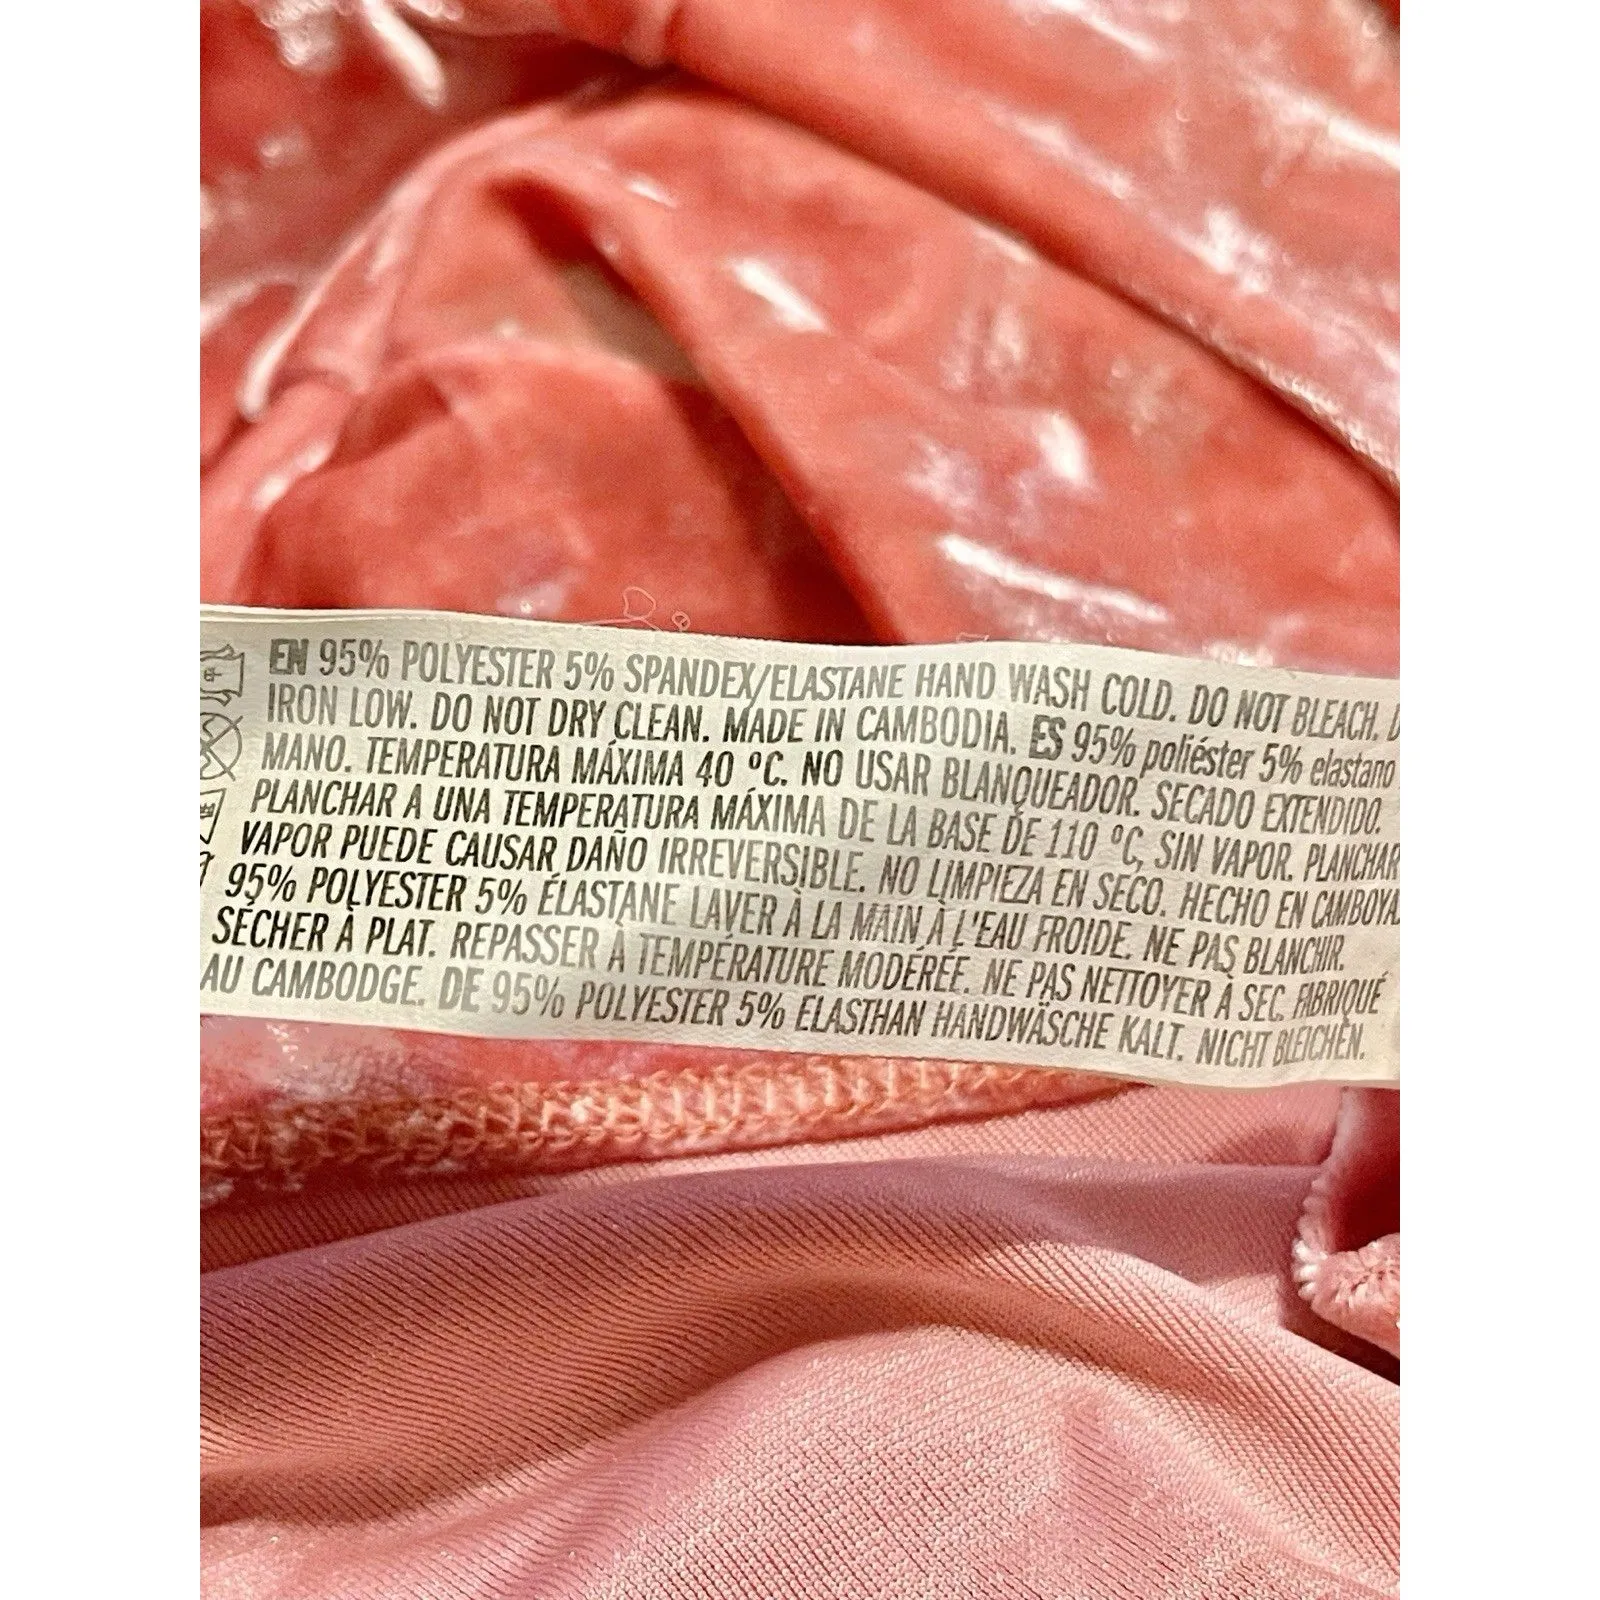 EN 95% POLYESTER 5% SPANDEX/ELASTANE HAND WASH COLD. DO NOT BLEACH.
IRON LOW. DO NOT DRY CLEAN. MADE IN CAMBODIA. ES 95% poliéster 5% elastano
MANO. TEMPERATURA MÁXIMA 40 °C. NO USAR BLANQUEADOR. SECADO EXTENDIDO.
PLANCHAR A UNA TEMPERATURA MÁXIMA DE LA BASE DE 110 °C, SIN VAPOR. PLANCHAR
VAPOR PUEDE CAUSAR DAÑO IRREVERSIBLE. NO LIMPIEZA EN SECO. HECHO EN CAMBOYA.
95% POLYESTER 5% ÉLASTANE LAVER À LA MAIN À L'EAU FROIDE. NE PAS BLANCHIR.
SÉCHER À PLAT. REPASSER À TEMPÉRATURE MODÉRÉE. NE PAS NETTOYER À SEC. FABRIQUÉ
AU CAMBODGE. DE 95% POLYESTER 5% ELASTHAN HANDWÄSCHE KALT. NICHT BLEICHEN.